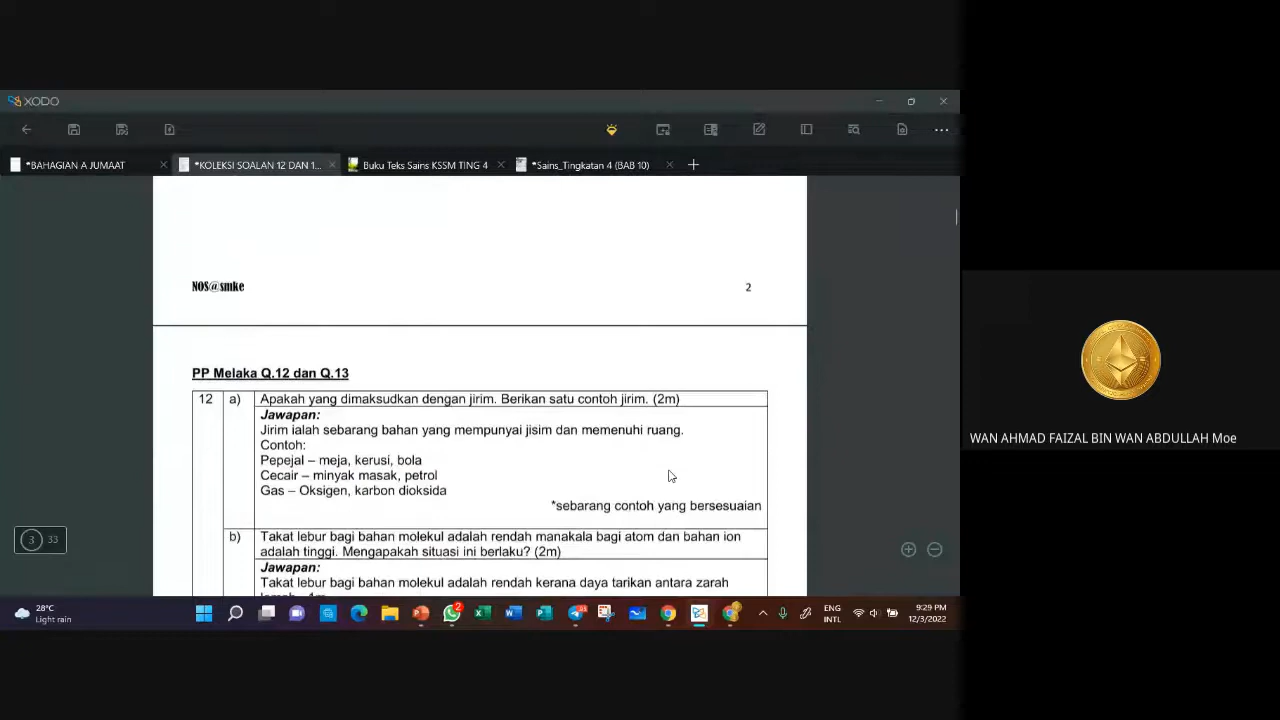 XODO
*BAHAGIAN A JUMAAT
*KOLEKSI SOALAN 12 DAN 1...
Buku Teks Sains KSSM TING 4
*Sains_Tingkatan 4 (BAB 10)
NOS@smke
2
PP Melaka Q.12 dan Q.13
12 a) Apakah yang dimaksudkan dengan jirim. Berikan satu contoh jirim. (2m)
Jawapan:
Jirim ialah sebarang bahan yang mempunyai jisim dan memenuhi ruang.
Contoh:
Pepejal – meja, kerusi, bola
Cecair – minyak masak, petrol
Gas – Oksigen, karbon dioksida
*sebarang contoh yang bersesuaian
b) Takat lebur bagi bahan molekul adalah rendah manakala bagi atom dan bahan ion
adalah tinggi. Mengapakah situasi ini berlaku? (2m)
Jawapan:
Takat lebur bagi bahan molekul adalah rendah kerana daya tarikan antara zarah
3 33
WAN AHMAD FAIZAL BIN WAN ABDULLAH Moe
28°C
Light rain
2
ENG
INTL
9:29 PM
12/3/2022